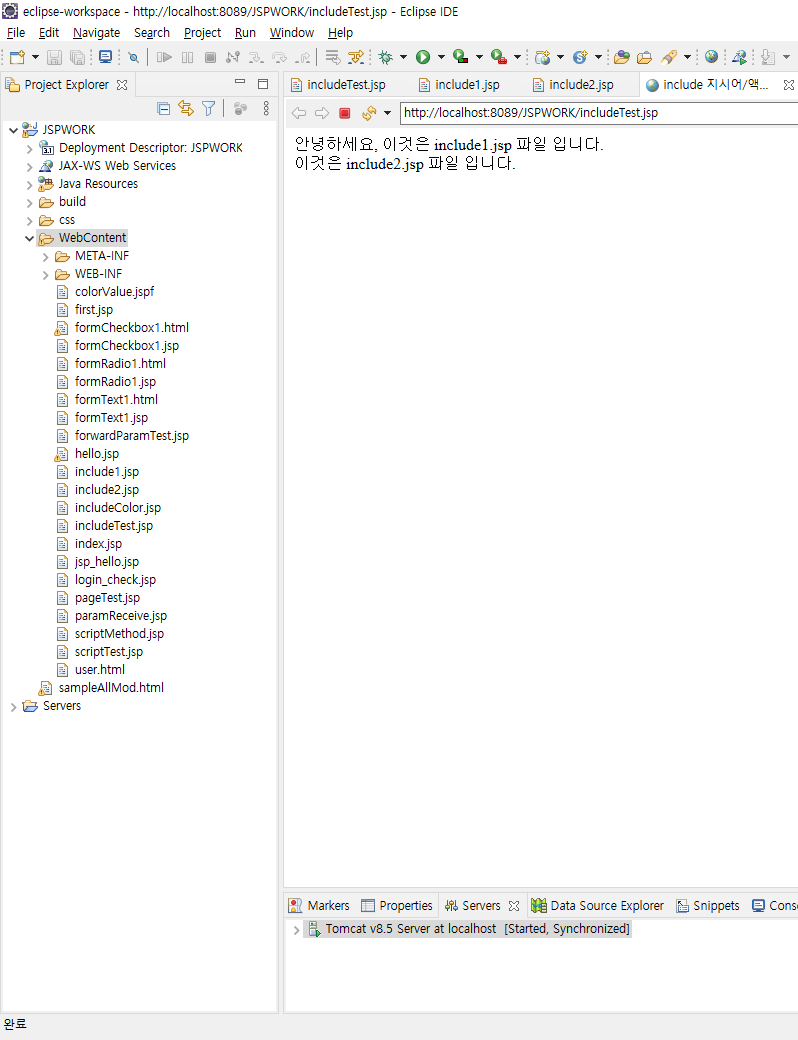 eclipse-workspace - http://localhost:8089/JSPWORK/includeTest.jsp - Eclipse IDE
File Edit Navigate Search Project Run Window Help
Project Explorer
includeTest.jsp include1.jsp include2.jsp include 지시어/액...
http://localhost:8089/JSPWORK/includeTest.jsp
안녕하세요, 이것은 include1.jsp 파일 입니다.
이것은 include2.jsp 파일 입니다.
JSPWORK
Deployment Descriptor: JSPWORK
JAX-WS Web Services
Java Resources
build
css
WebContent
META-INF
WEB-INF
colorValue.jspf
first.jsp
formCheckbox1.html
formCheckbox1.jsp
formRadio1.html
formRadio1.jsp
formText1.html
formText1.jsp
forwardParamTest.jsp
hello.jsp
include1.jsp
include2.jsp
includeColor.jsp
includeTest.jsp
index.jsp
jsp_hello.jsp
login_check.jsp
pageTest.jsp
paramReceive.jsp
scriptMethod.jsp
scriptTest.jsp
user.html
sampleAllMod.html
Servers
Markers Properties Servers Data Source Explorer Snippets Cons
Tomcat v8.5 Server at localhost [Started, Synchronized]
완료